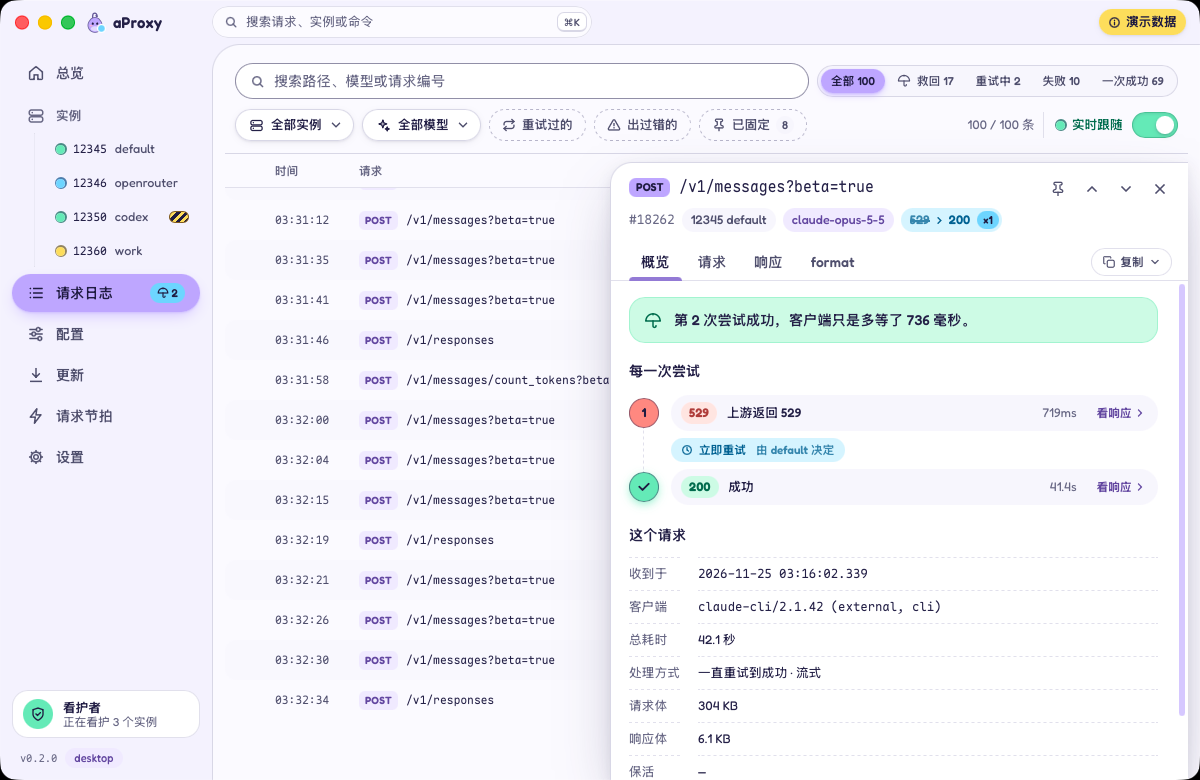 aProxy
搜索请求、实例或命令
⌘K
演示数据
总览
实例
12345 default
12346 openrouter
12350 codex
12360 work
请求日志 2
配置
更新
请求节拍
设置
看护者
正在看护 3 个实例
v0.2.0 desktop
搜索路径、模型或请求编号
全部 100 救回 17 重试中 2 失败 10 一次成功 69
全部实例 全部模型 重试过的 出过错的 已固定 8
100 / 100 条 实时跟随
时间 请求
03:31:12 POST /v1/messages?beta=true
03:31:35 POST /v1/messages?beta=true
03:31:41 POST /v1/messages?beta=true
03:31:46 POST /v1/responses
03:31:58 POST /v1/messages/count_tokens?beta
03:32:00 POST /v1/messages?beta=true
03:32:04 POST /v1/messages?beta=true
03:32:15 POST /v1/messages?beta=true
03:32:19 POST /v1/responses
03:32:21 POST /v1/messages?beta=true
03:32:26 POST /v1/messages?beta=true
03:32:30 POST /v1/messages?beta=true
03:32:34 POST /v1/responses
POST /v1/messages?beta=true
#18262 12345 default claude-opus-5-5 529 > 200 ×1
概览 请求 响应 format 复制
第 2 次尝试成功，客户端只是多等了 736 毫秒。
每一次尝试
1 529 上游返回 529 719ms 看响应
立即重试 由 default 决定
200 成功 41.4s 看响应
这个请求
收到于 2026-11-25 03:16:02.339
客户端 claude-cli/2.1.42 (external, cli)
总耗时 42.1 秒
处理方式 一直重试到成功 · 流式
请求体 304 KB
响应体 6.1 KB
保活 —